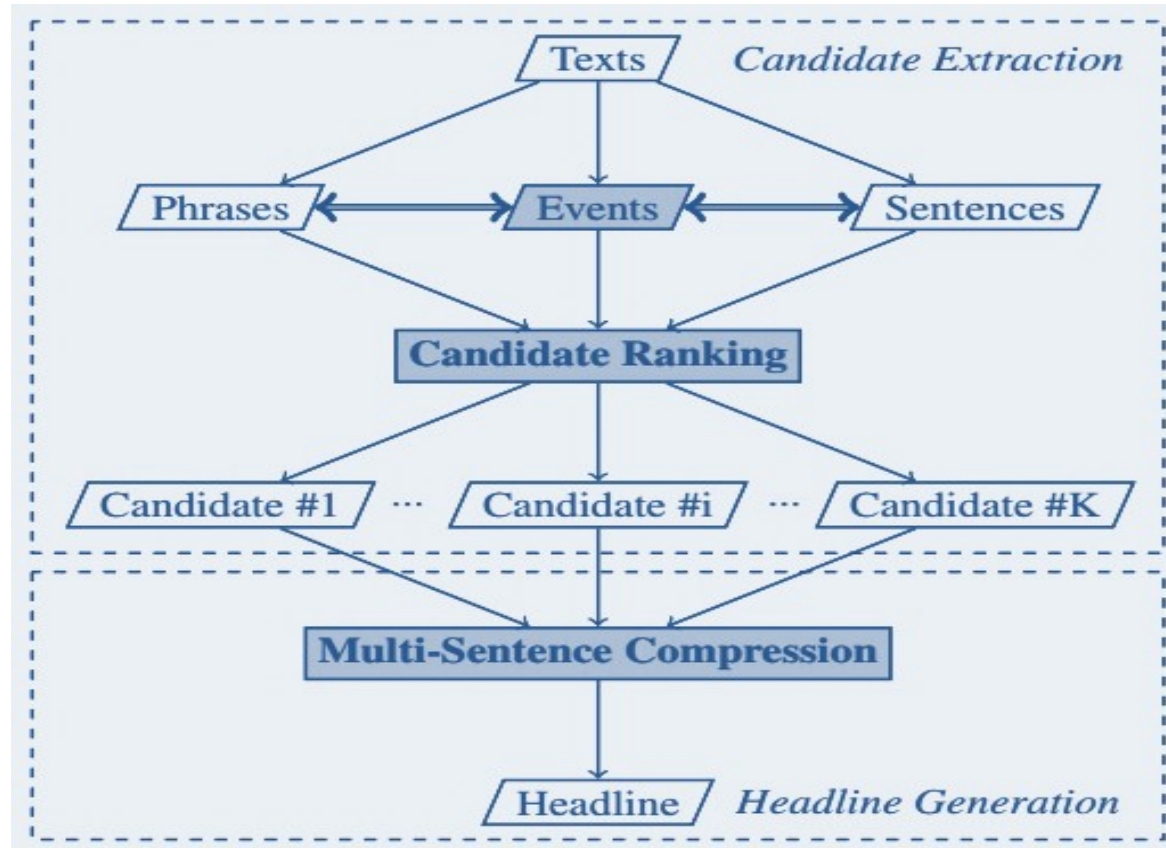 Texts
Candidate Extraction
Phrases
Events
Sentences
Candidate Ranking
Candidate #1
...
Candidate #i
...
Candidate #K
Multi-Sentence Compression
Headline
Headline Generation